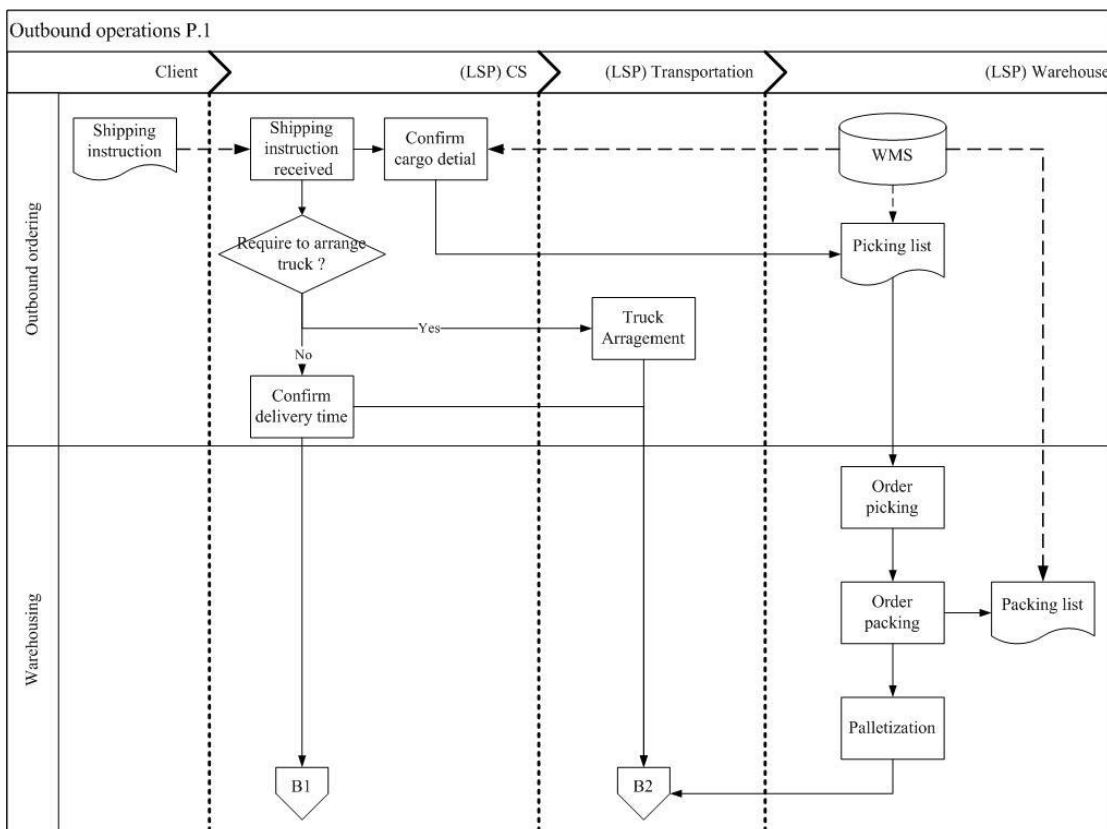 Outbound operations P.1
Client
(LSP) CS
(LSP) Transportation
(LSP) Warehouse
Outbound ordering
Shipping
instruction
Shipping
instruction
received
Confirm
cargo detial
WMS
Require to arrange
truck ?
Picking list
Yes
Truck
Arragement
No
Confirm
delivery time
Warehousing
Order
picking
Order
packing
Packing list
Palletization
B1
B2